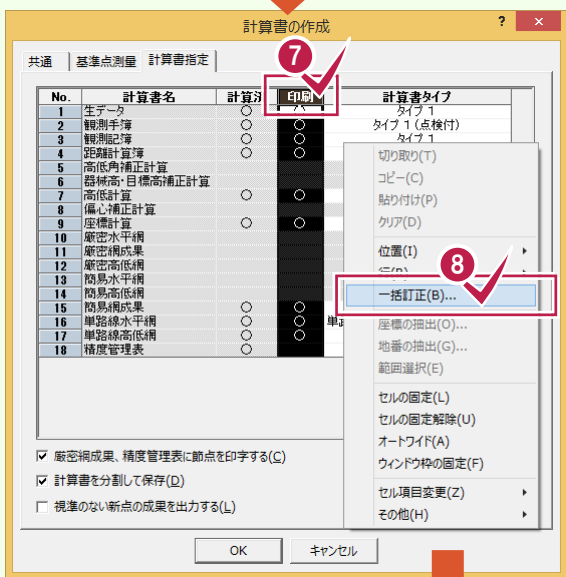 計算書の作成
? x
共通 基準点測量 計算書指定
7
No. 計算書名 計算済 印刷 計算書タイプ
1 生データ ○ タイプ 1
2 観測手簿 ○ ○ タイプ 1 (点検付)
3 観測記簿 ○ ○ タイプ 1
4 距離計算簿 ○ ○
5 高低角補正計算
6 器械高・目標高補正計算
7 高低計算 ○ ○
8 偏心補正計算
9 座標計算 ○ ○
10 厳密水平網
11 厳密網成果
12 厳密高低網
13 簡易水平網
14 簡易高低網
15 簡易網成果 ○ ○
16 単路線水平網 ○ ○
17 単路線高低網 ○ ○
18 精度管理表 ○
切り取り(T)
コピー(C)
貼り付け(P)
クリア(D)
位置(I)
8
一括訂正(B)...
座標の抽出(O)...
地番の抽出(G)...
範囲選択(E)
セルの固定(L)
セルの固定解除(U)
オートワイド(A)
ウィンドウ枠の固定(F)
セル項目変更(Z)
その他(H)
厳密網成果、精度管理表に節点を印字する(C)
計算書を分割して保存(D)
視準のない新点の成果を出力する(L)
OK キャンセル